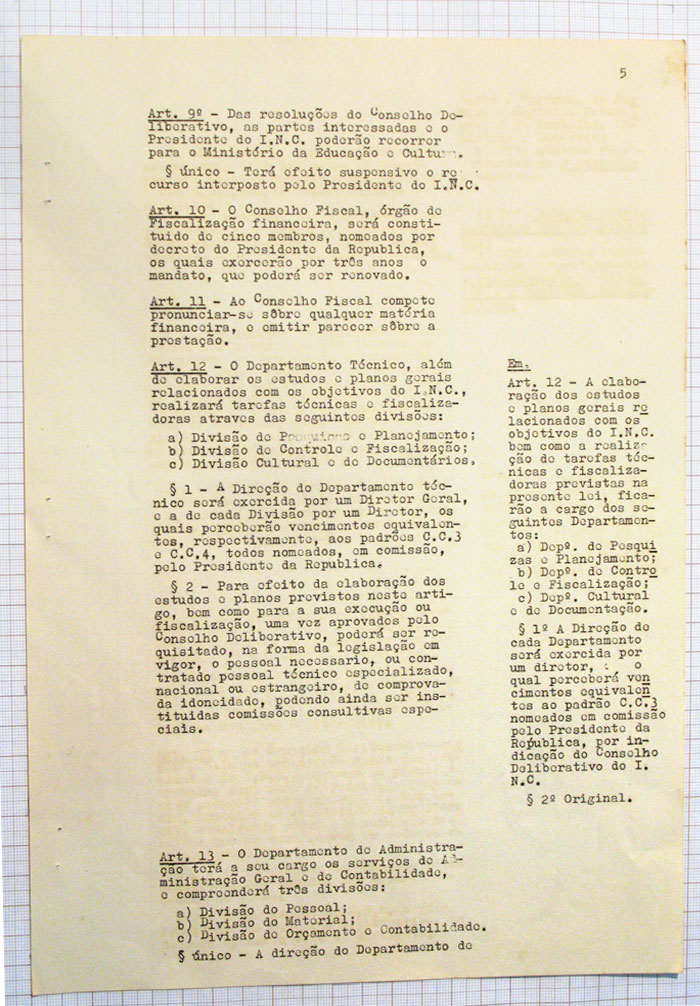 5
Art. 9º - Das resoluções do Conselho De-
liberativo, as partes interessadas e o
Presidente do I.N.C. poderão recorrer
para o Ministério da Educação e Cultura.
§ único - Terá efeito suspensivo o re
curso interposto pelo Presidente do I.N.C.
Art. 10 - O Conselho Fiscal, órgão de
Fiscalização financeira, será consti-
tuido de cinco membros, nomeados por
decreto do Presidente da Republica,
os quais exercerão por três anos o
mandato, que poderá ser renovado.
Art. 11 - Ao Conselho Fiscal compete
pronunciar-se sôbre qualquer matéria
financeira, e emitir parecer sôbre a
prestação.
Art. 12 - O Departamento Técnico, além
de elaborar os estudos e planos gerais
relacionados com os objetivos do I.N.C.,
realizará tarefas técnicas e fiscaliza-
doras atraves das seguintes divisões:
a) Divisão de Pesquisas e Planejamento;
b) Divisão de Controle e Fiscalização;
c) Divisão Cultural e de Documentários.
§ 1 - A Direção do Departamento téc-
nico será exercida por um Diretor Geral,
e a de cada Divisão por um Diretor, os
quais perceberão vencimentos equivalen-
tes, respectivamente, aos padrões C.C.3
e C.C.4, todos nomeados, em comissão,
pelo Presidente da Republica.
§ 2 - Para efeito da elaboração dos
estudos e planos previstos neste arti-
go, bem como para a sua execução ou
fiscalização, uma vez aprovados pelo
Conselho Deliberativo, poderá ser re-
quisitado, na forma da legislação em
vigor, o pessoal necessario, ou con-
tratado pessoal técnico especializado,
nacional ou estrangeiro, de comprova-
da idoneidade, podendo ainda ser ins-
tituidas comissões consultivas espe-
ciais.
Art. 13 - O Departamento de Administra-
ção terá a seu cargo os serviços de Ad-
ministração Geral e de Contabilidade,
e compreenderá três divisões:
a) Divisão do Pessoal;
b) Divisão do Material;
c) Divisão de Orçamento e Contabilidade.
§ único - A direção do Departamento de
Em.
Art. 12 - A elabo-
ração dos estudos
e planos gerais re
lacionados com os
objetivos do I.N.C.
bem como a realiza
ção de tarefas téc-
nicas e fiscaliza-
doras previstas na
presente lei, fica-
rão a cargo dos se-
guintes Departamen-
tos:
a) Depº. de Pesqui
zas e Planejamento;
b) Depº. de Contro
le e Fiscalização;
c) Depº. Cultural
e de Documentação.
§ 1º A Direção de
cada Departamento
será exercida por
um diretor, o
qual perceberá ven
cimentos equivalen
tes ao padrão C.C.3
nomeados em comissão
pelo Presidente da
República, por in-
dicação do Conselho
Deliberativo do I.
N.C.
§ 2º Original.